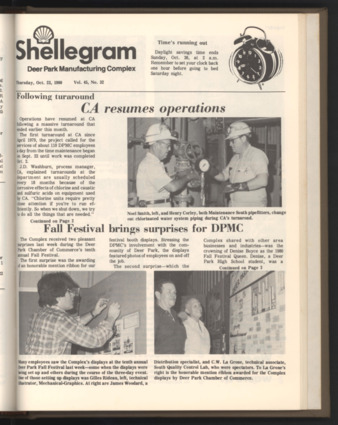 Shellegram
Deer Park Manufacturing Complex
Thursday, Oct. 23, 1980 Vol. 45, No. 22
Time's running out
Daylight savings time ends
Sunday, Oct. 26, at 2 a.m.
Remember to set your clock back
one hour before going to bed
Saturday night.
Following turnaround
CA resumes operations
Operations have resumed at CA
following a massive turnaround that
ended earlier this month.
The first turnaround at CA since
April 1979, the project called for the
services of about 110 DPMC employees
a day from the time maintenance began
Sept. 22 until work was completed
Oct. 3.
J.D. Washburn, process manager,
CA, explained turnarounds at the
department are usually scheduled
every 18 months because of the
corrosive effects of chlorine and caustic
and sulfuric acids on equipment used
by CA. "Chlorine units require pretty
close attention if you're to run ef-
ficiently. So when we shut down, we try
to do all the things that are needed."
Continued on Page 3
Noel Smith, left, and Henry Curley, both Maintenance South pipefitters, change
out chlorinated water system piping during CA's turnaround.
Fall Festival brings surprises for DPMC
The Complex received two pleasant
surprises last week during the Deer
Park Chamber of Commerce's tenth
annual Fall Festival.
The first surprise was the awarding
of an honorable mention ribbon for our
festival booth displays. Stressing the
DPMC's involvement with the com-
munity of Deer Park, the displays
featured photos of employees on and off
the job.
The second surprise—which the
Complex shared with other area
businesses and industries—was the
crowning of Denise Boyce as the 1980
Fall Festival Queen. Denise, a Deer
Park High School student, was a
Continued on Page 3
Many employees saw the Complex's displays at the tenth annual
Deer Park Fall Festival last week—some when the displays were
being set up and others during the course of the three-day event.
One of those setting up displays was Gilles
left, technical
illustrator, Mechanical-Graphics. At right are James Woodard, a
Distribution specialist, and C.W. La Grone, technical associate,
South Quality Control Lab, who were spectators. To La Grone's
right is the honorable mention ribbon awarded for the Complex
displays by Deer Park Chamber of Commerce.